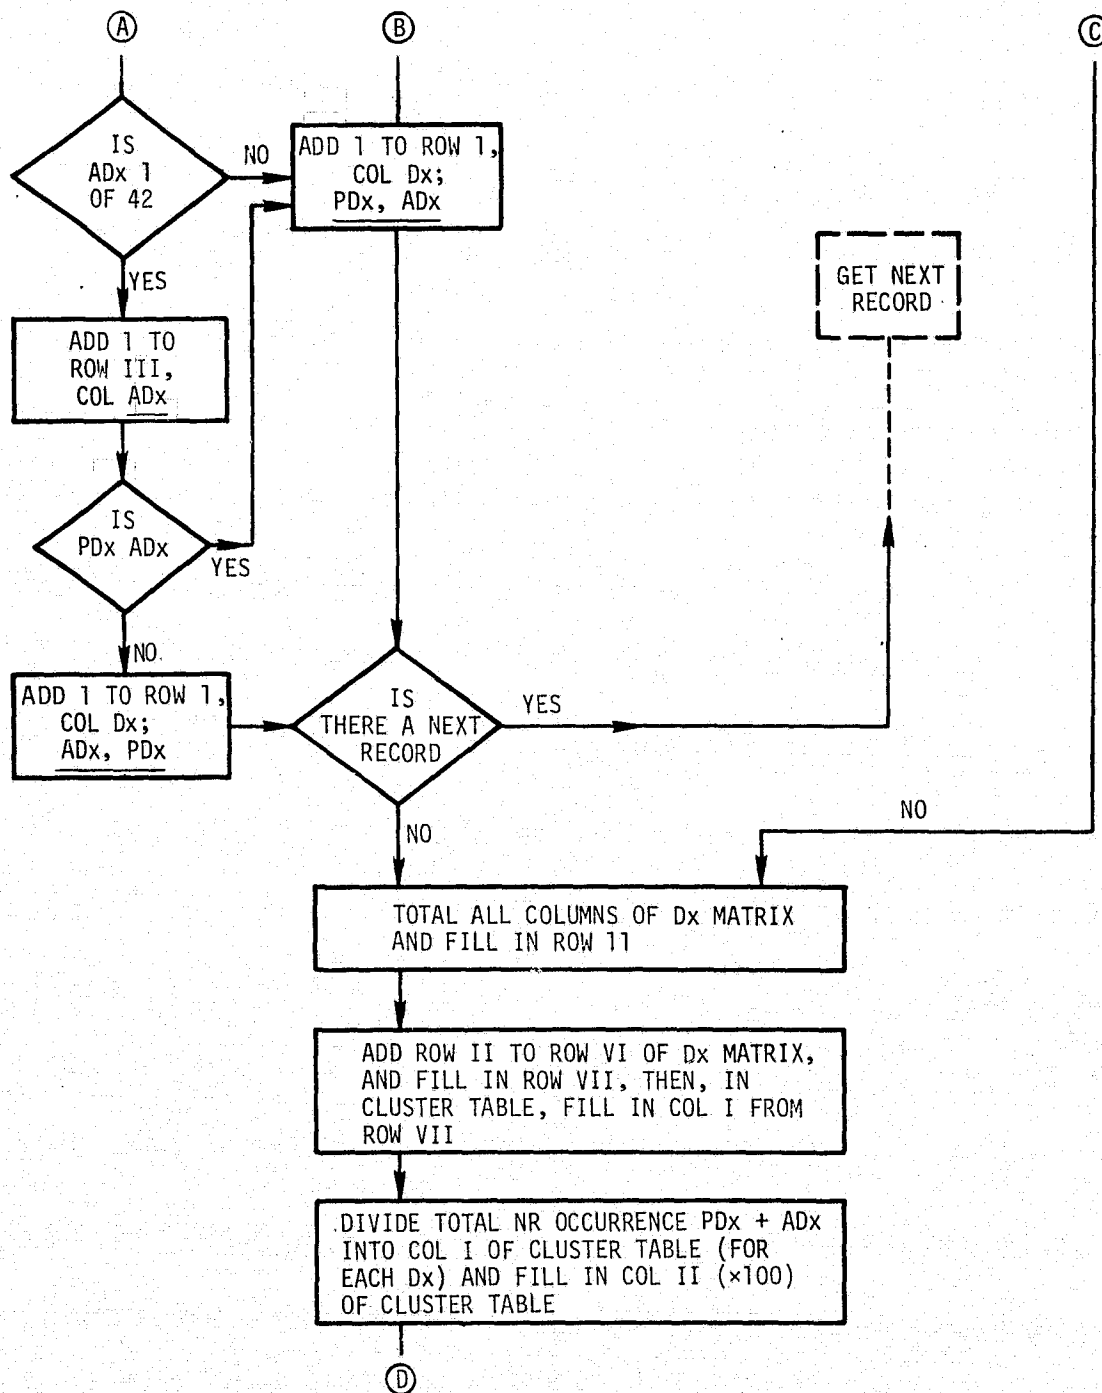 A
B
C
IS
ADx 1
OF 42
NO
ADD 1 TO ROW 1,
COL Dx;
PDx, ADx
YES
ADD 1 TO
ROW III,
COL ADx
GET NEXT
RECORD
IS
PDx ADx
YES
NO
ADD 1 TO ROW 1,
COL Dx;
ADx, PDx
IS
THERE A NEXT
RECORD
YES
NO
NO
TOTAL ALL COLUMNS OF Dx MATRIX
AND FILL IN ROW 11
ADD ROW II TO ROW VI OF Dx MATRIX,
AND FILL IN ROW VII, THEN, IN
CLUSTER TABLE, FILL IN COL I FROM
ROW VII
DIVIDE TOTAL NR OCCURRENCE PDx + ADx
INTO COL I OF CLUSTER TABLE (FOR
EACH Dx) AND FILL IN COL II (×100)
OF CLUSTER TABLE
D